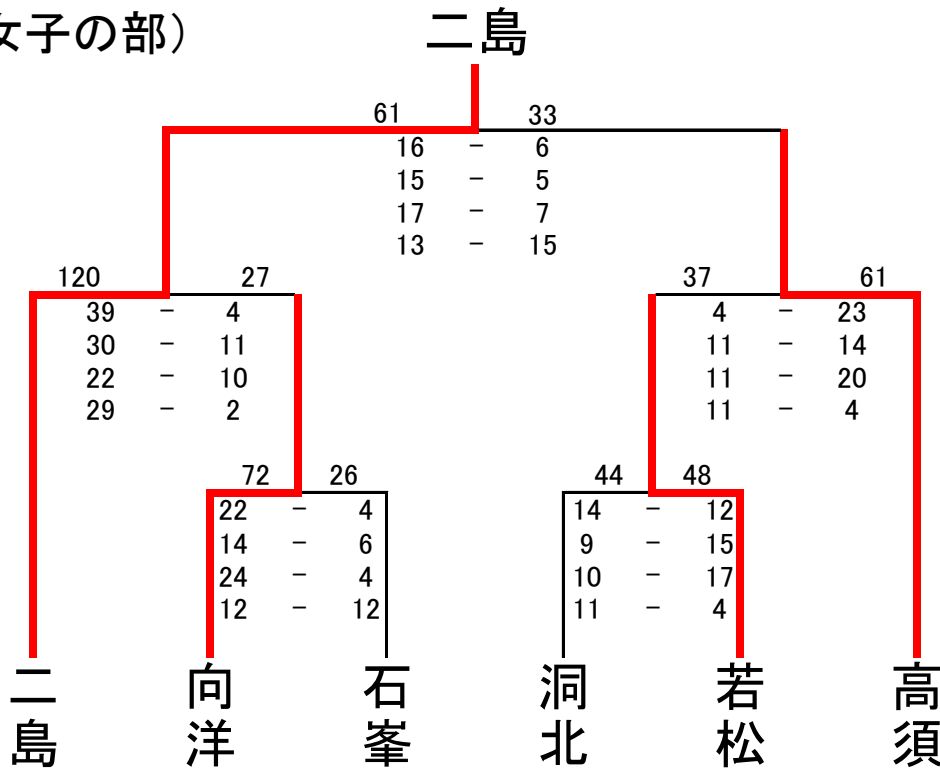 女子の部）
二島
61 33
16 － 6
15 － 5
17 － 7
13 － 15
120 27
39 － 4
30 － 11
22 － 10
29 － 2
37 61
4 － 23
11 － 14
11 － 20
11 － 4
72 26
22 － 4
14 － 6
24 － 4
12 － 12
44 48
14 － 12
9 － 15
10 － 17
11 － 4
二島
向洋
石峯
洞北
若松
高須